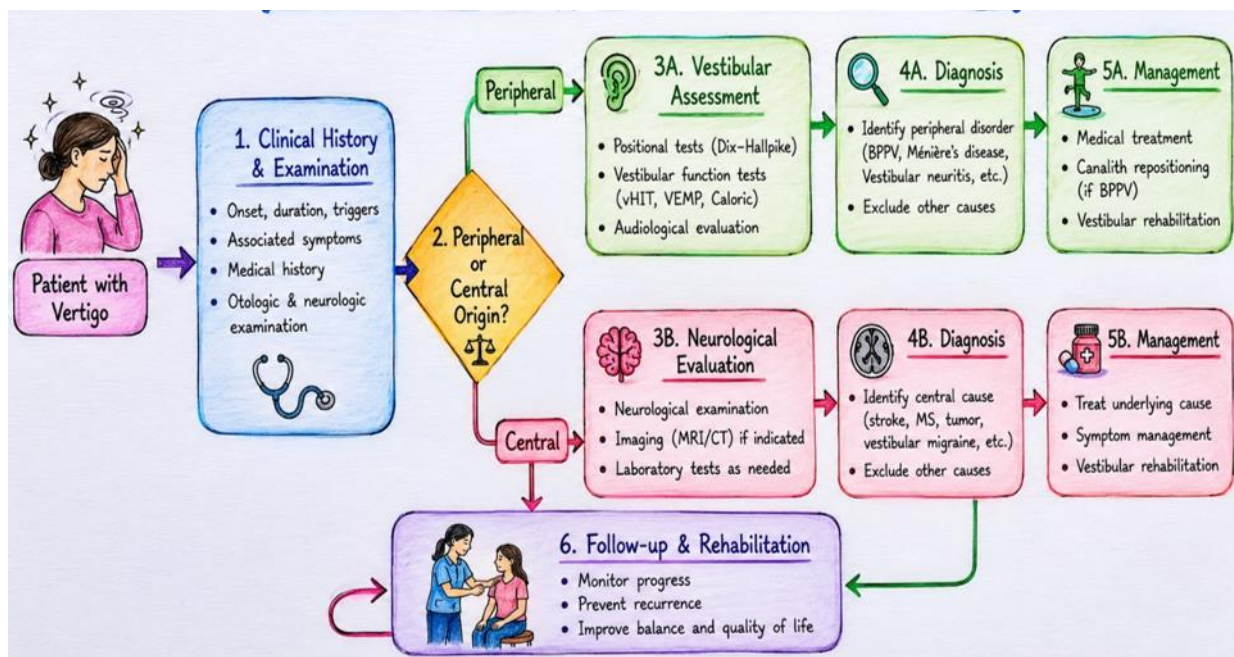 Patient with
Vertigo
1. Clinical History
& Examination
• Onset, duration, triggers
• Associated symptoms
• Medical history
• Otologic & neurologic
examination
2. Peripheral
or
Central
Origin?
Peripheral
3A. Vestibular
Assessment
• Positional tests (Dix-Hallpike)
• Vestibular function tests
(vHIT, VEMP, Caloric)
• Audiological evaluation
4A. Diagnosis
• Identify peripheral disorder
(BPPV, Ménière's disease,
Vestibular neuritis, etc.)
• Exclude other causes
5A. Management
• Medical treatment
• Canalith repositioning
(if BPPV)
• Vestibular rehabilitation
Central
3B. Neurological
Evaluation
• Neurological examination
• Imaging (MRI/CT) if indicated
• Laboratory tests as needed
4B. Diagnosis
• Identify central cause
(stroke, MS, tumor,
vestibular migraine, etc.)
• Exclude other causes
5B. Management
• Treat underlying cause
• Symptom management
• Vestibular rehabilitation
6. Follow-up & Rehabilitation
• Monitor progress
• Prevent recurrence
• Improve balance and quality of life